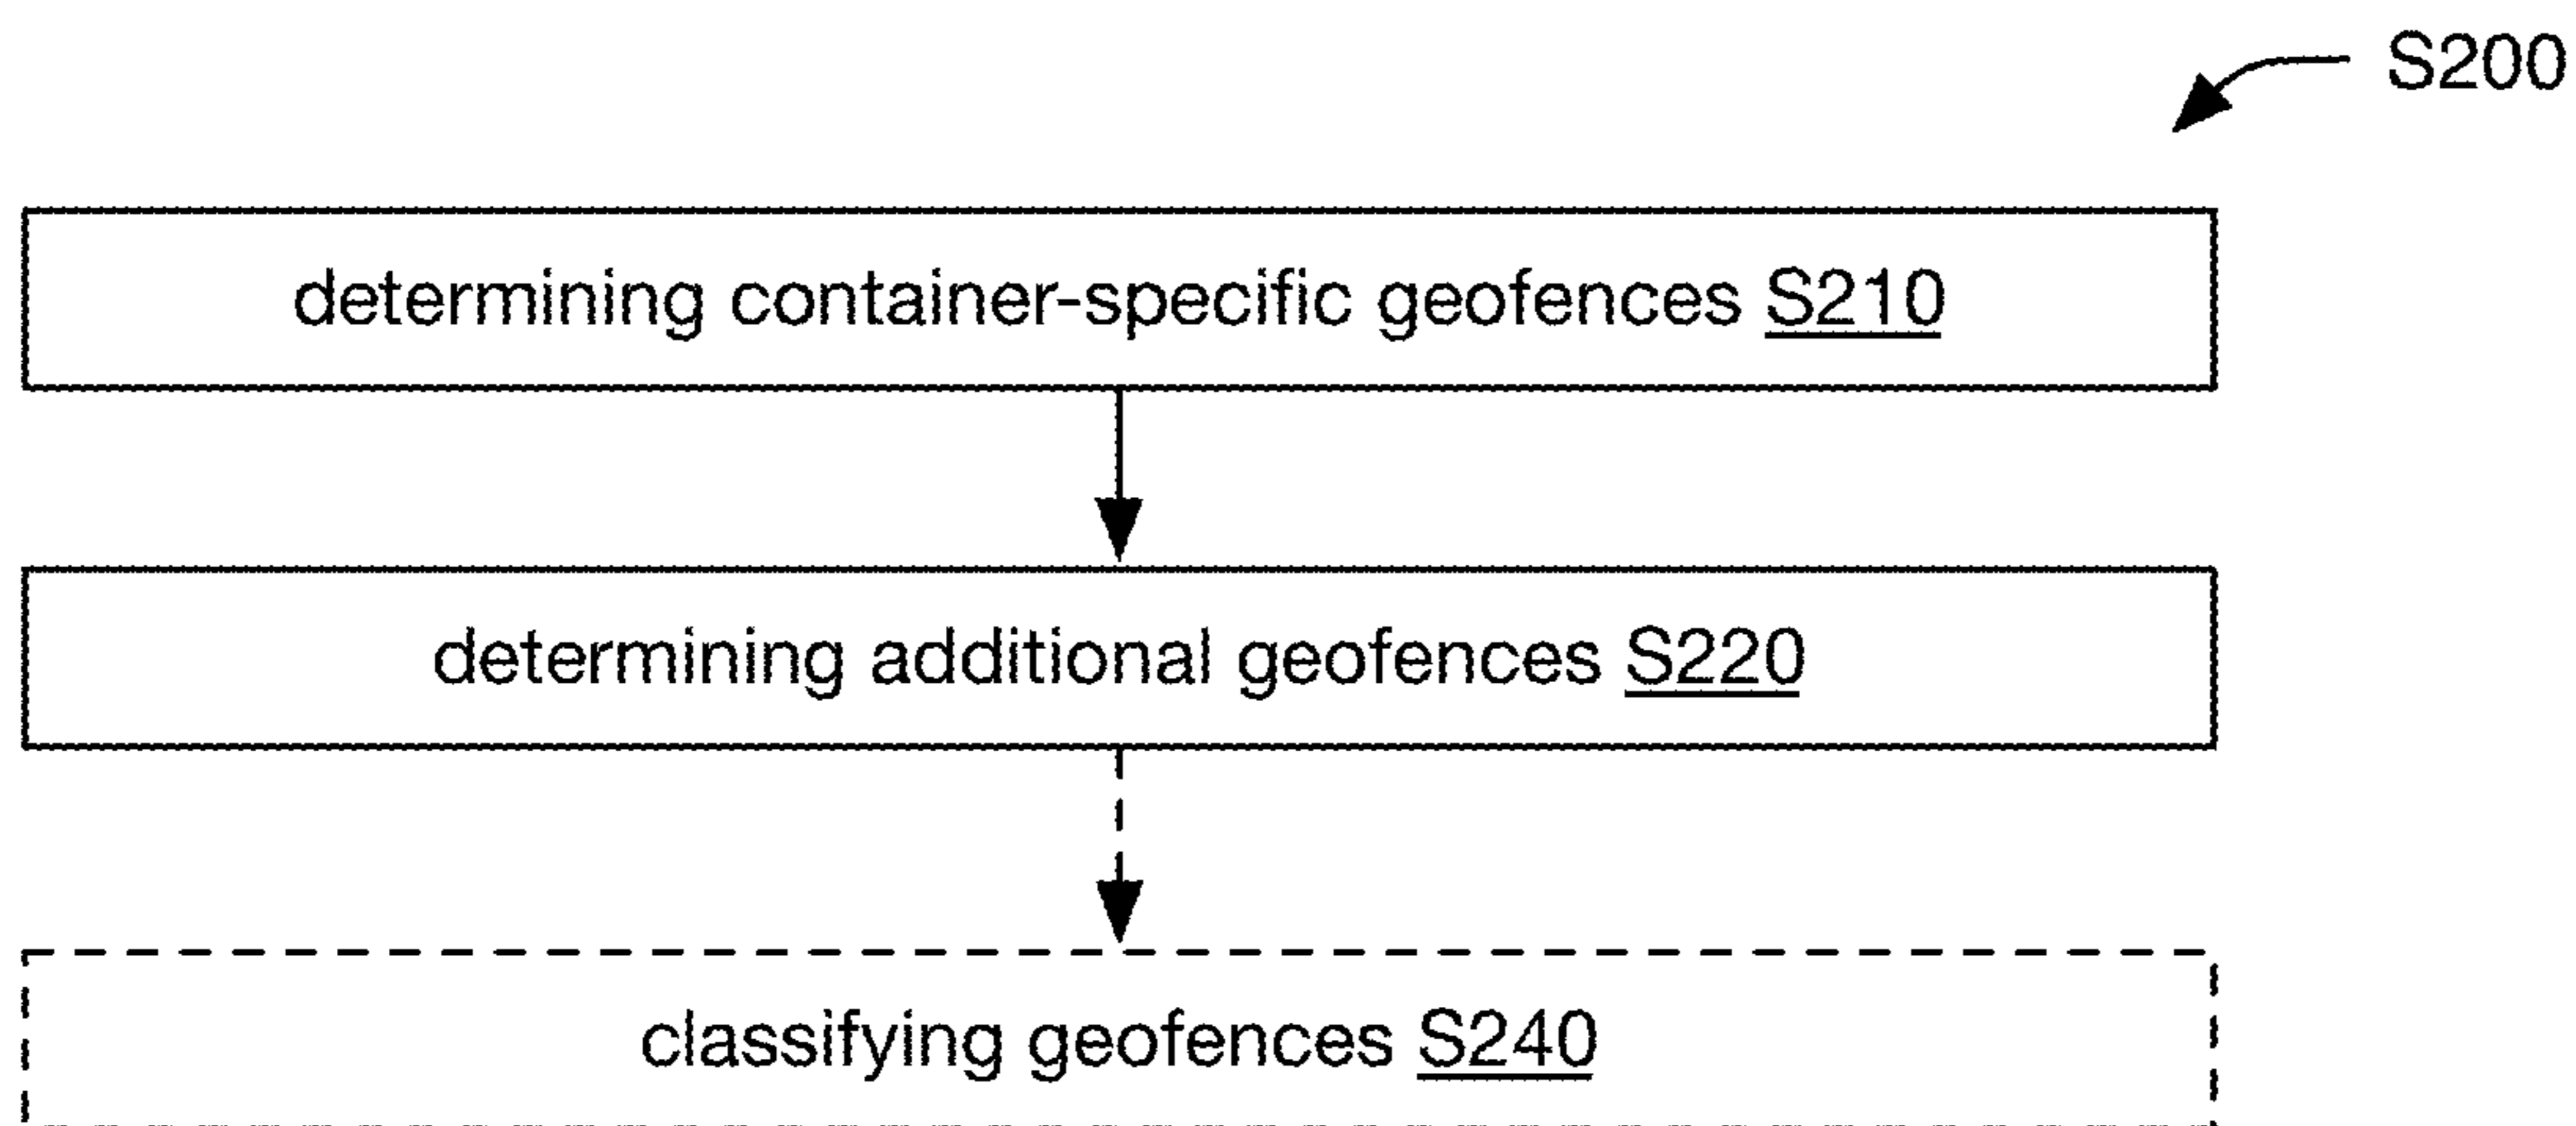 S200
determining container-specific geofences S210
determining additional geofences S220
classifying geofences S240